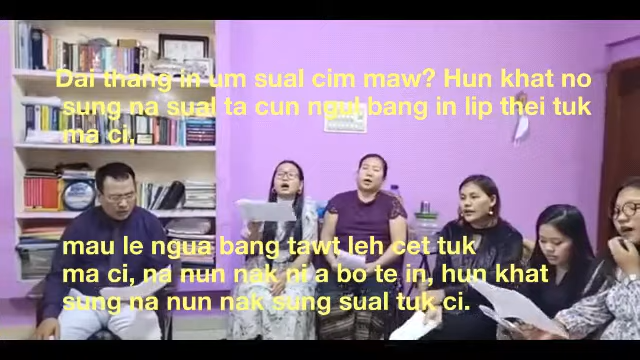 Dai thang in um sual cim maw? Hun khat no
sung na sual ta cun ngul bang in lip thei tuk
ma ci,
mau le ngua bang tawt leh cet tuk
ma ci, na nun nak ni a bo te in, hun khat
sung na nun nak sung sual tuk ci.